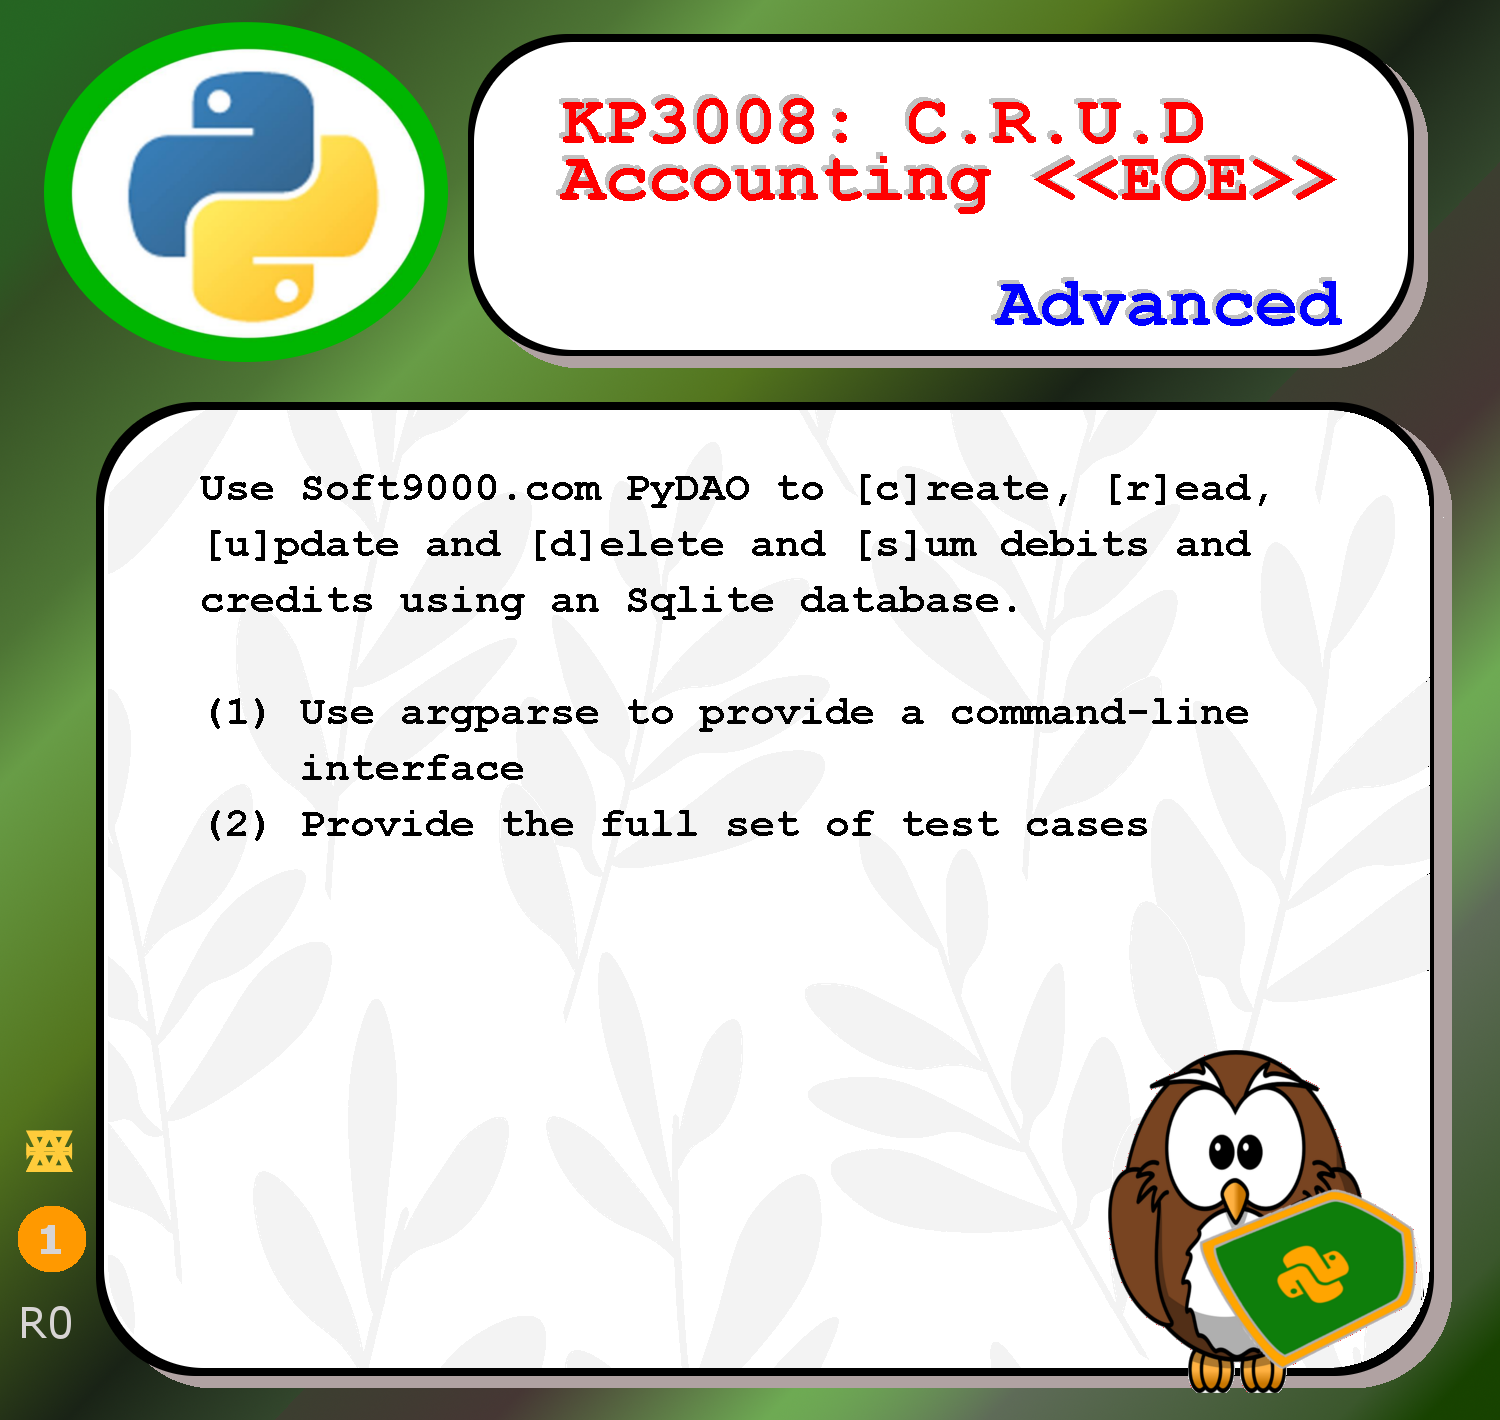 KP3008: C.R.U.D
Accounting <<EOE>>
Advanced
Use Soft9000.com PyDAO to [c]reate, [r]ead,
[u]pdate and [d]elete and [s]um debits and
credits using an Sqlite database.
(1) Use argparse to provide a command-line
interface
(2) Provide the full set of test cases
1
R0